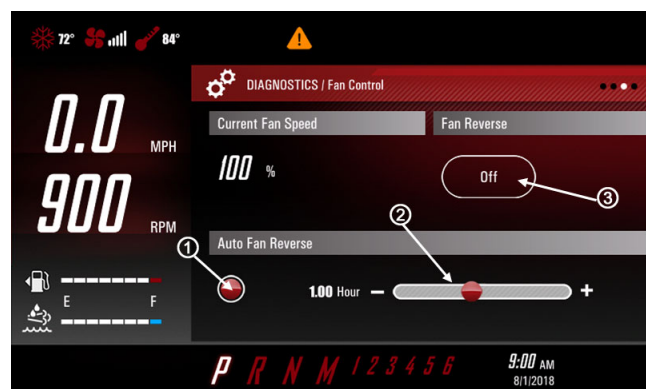 72° 84°
DIAGNOSTICS / Fan Control
Current Fan Speed Fan Reverse
0.0 MPH
100 %
Off
③
900 RPM
②
①
Auto Fan Reverse
1.00 Hour − +
E F
P R N M 1 2 3 4 5 6
9:00 AM
8/1/2018